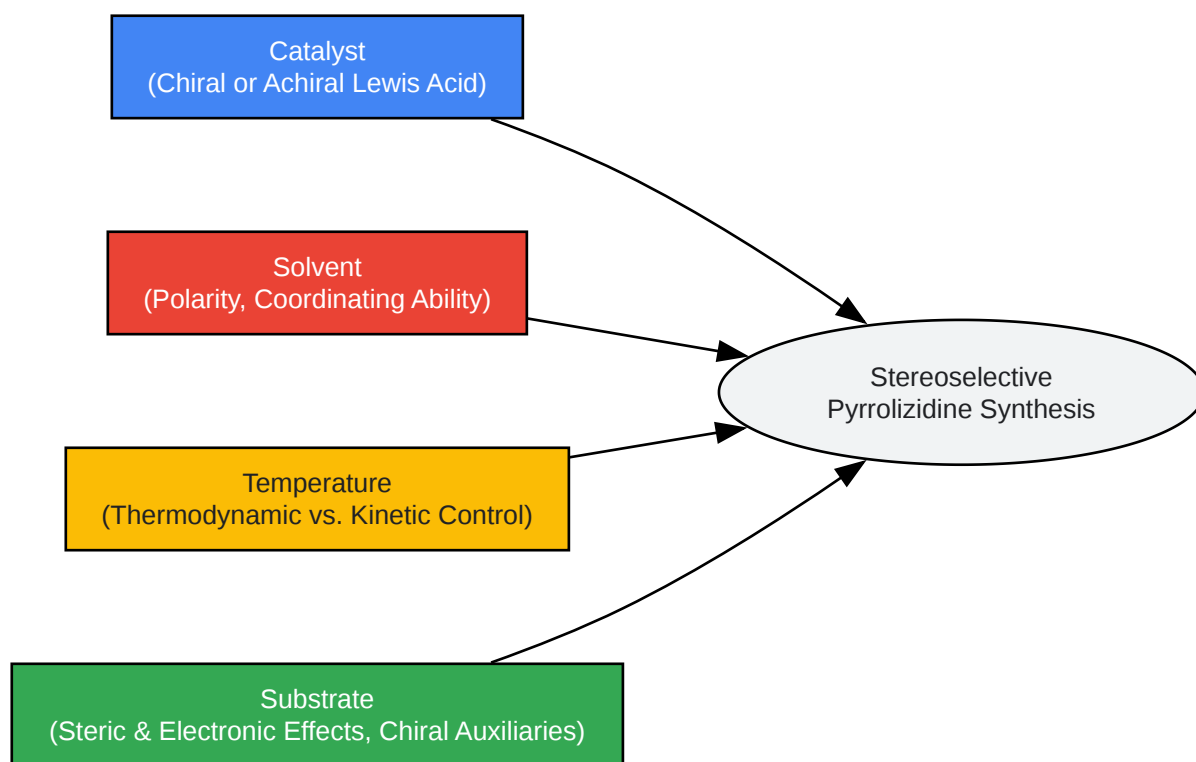 Catalyst
(Chiral or Achiral Lewis Acid)
Solvent
(Polarity, Coordinating Ability)
Stereoselective
Pyrrolizidine Synthesis
Temperature
(Thermodynamic vs. Kinetic Control)
Substrate
(Steric & Electronic Effects, Chiral Auxiliaries)